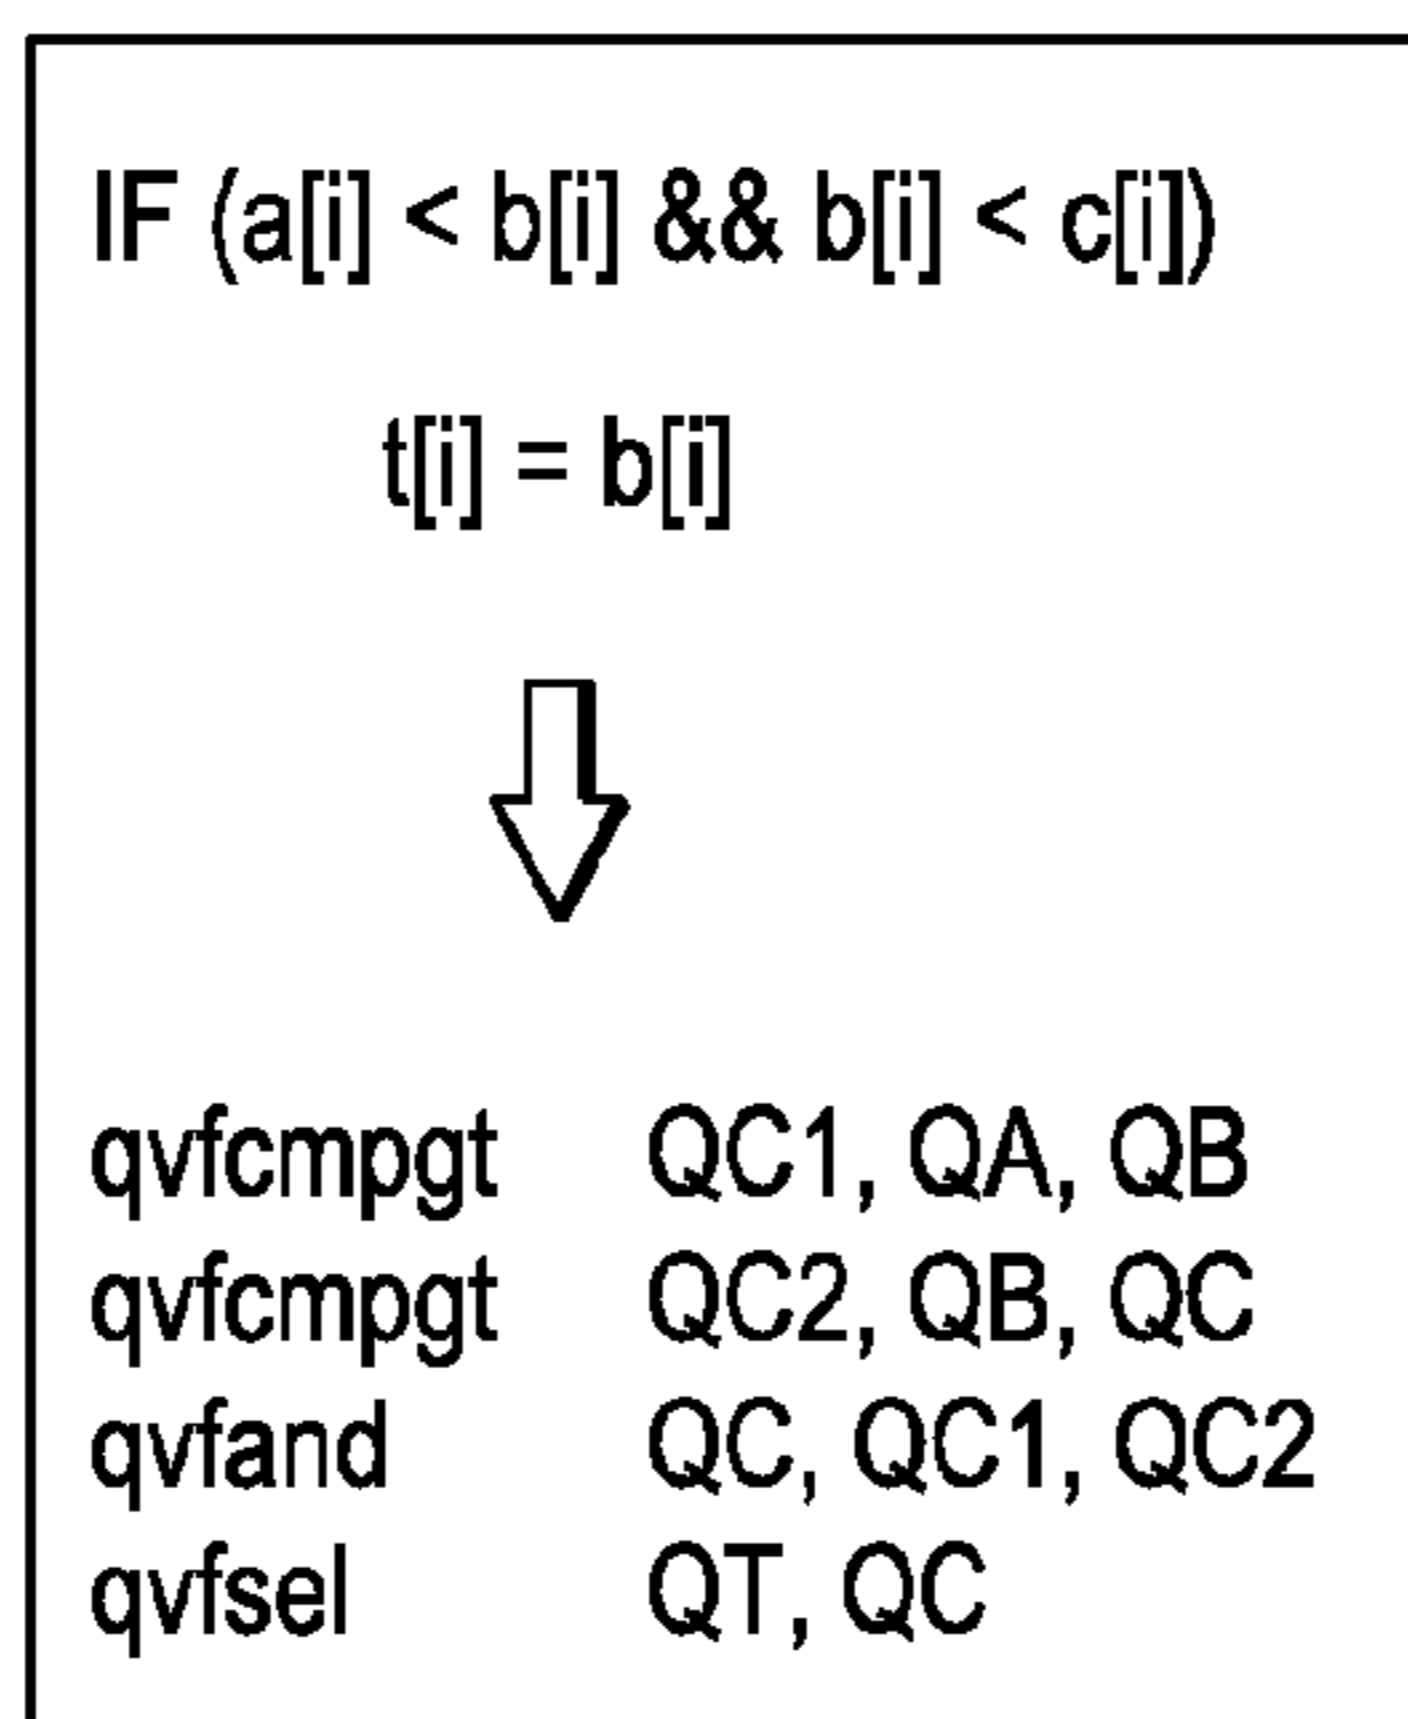 IF (a[i] < b[i] && b[i] < c[i])
t[i] = b[i]
qvfcmpgt QC1, QA, QB
qvfcmpgt QC2, QB, QC
qvfand QC, QC1, QC2
qvfsel QT, QC